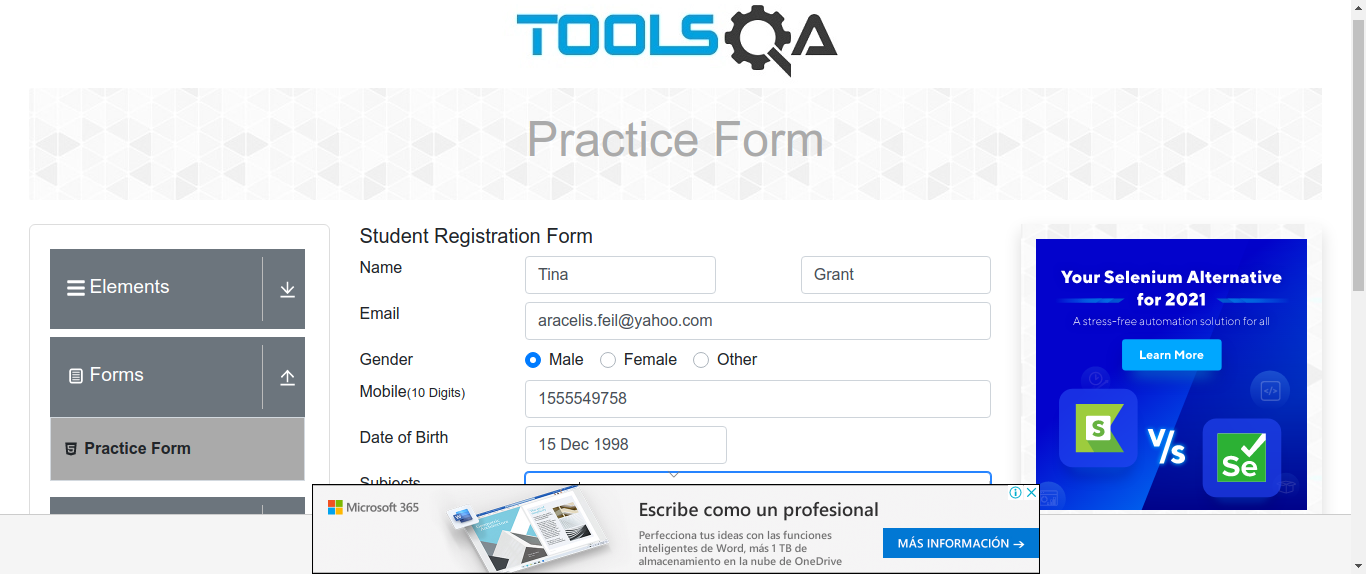 TOOLSQA
Practice Form
Elements
Forms
Practice Form
Student Registration Form
Name
Tina
Grant
Email
aracelis.feil@yahoo.com
Gender
Male
Female
Other
Mobile(10 Digits)
1555549758
Date of Birth
15 Dec 1998
Subjects
Your Selenium Alternative
for 2021
A stress-free automation solution for all
Learn More
S
V/s
Se
Microsoft 365
Escribe como un profesional
Perfecciona tus ideas con las funciones
inteligentes de Word, más 1 TB de
almacenamiento en la nube de OneDrive
MÁS INFORMACIÓN →